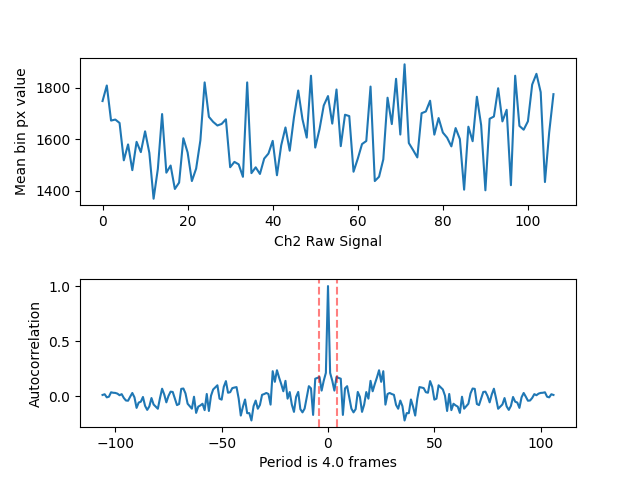 1800
1600
1400
Mean bin px value
0 20 40 60 80 100
Ch2 Raw Signal
1.0
0.5
0.0
Autocorrelation
−100 −50 0 50 100
Period is 4.0 frames